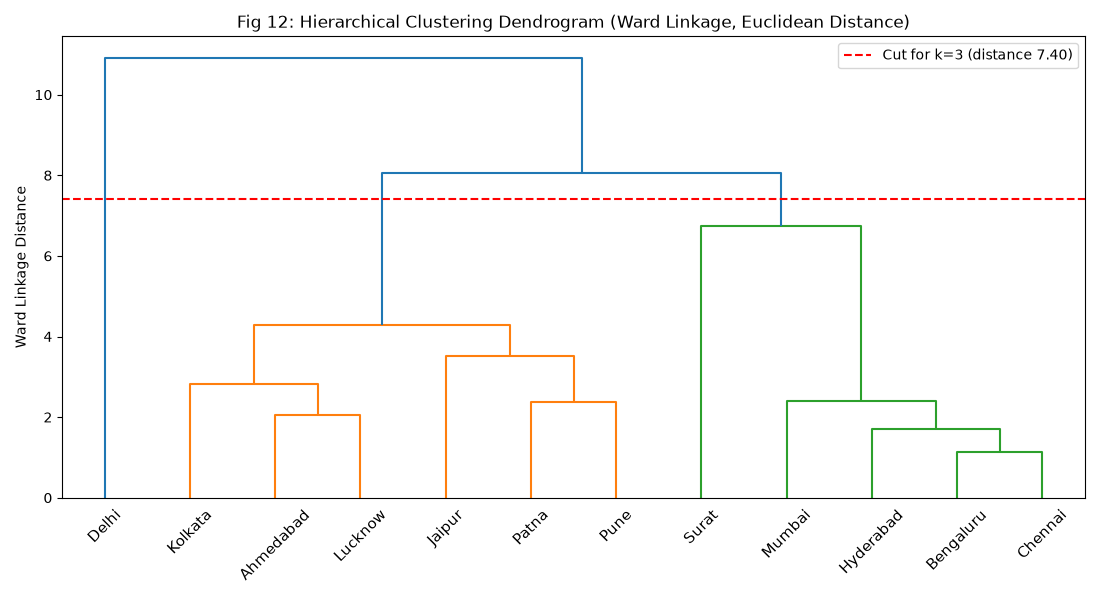 Fig 12: Hierarchical Clustering Dendrogram (Ward Linkage, Euclidean Distance)
Cut for k=3 (distance 7.40)
Ward Linkage Distance
10
8
6
4
2
0
Delhi
Kolkata
Ahmedabad
Lucknow
Jaipur
Patna
Pune
Surat
Mumbai
Hyderabad
Bengaluru
Chennai